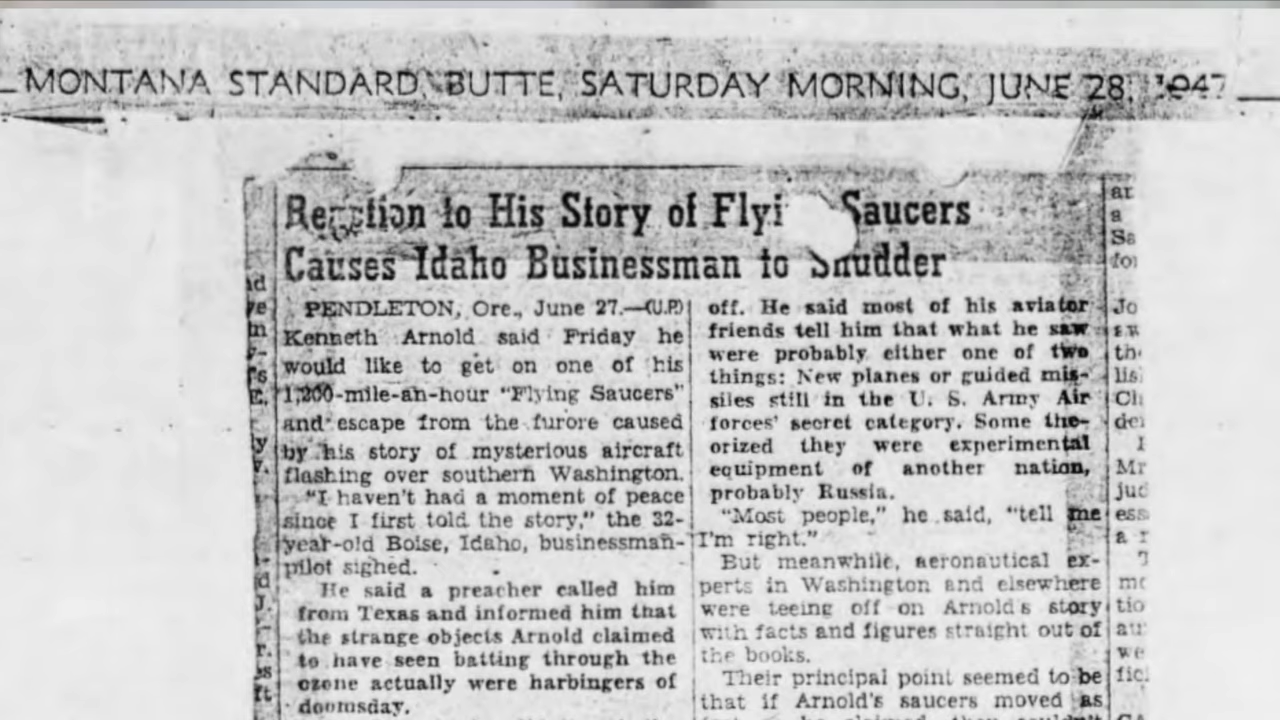 MONTANA STANDARD, BUTTE, SATURDAY MORNING, JUNE 28, 1947
Reaction to His Story of Flyi Saucers
Causes Idaho Businessman to Shudder
PENDLETON, Ore., June 27.—(U.P.)
Kenneth Arnold said Friday he
would like to get on one of his
1,200-mile-an-hour "Flying Saucers"
and escape from the furore caused
by his story of mysterious aircraft
flashing over southern Washington.
"I haven't had a moment of peace
since I first told the story," the 32-
year-old Boise, Idaho, businessman-
pilot sighed.
He said a preacher called him
from Texas and informed him that
the strange objects Arnold claimed
to have seen batting through the
ozone actually were harbingers of
doomsday.
off. He said most of his aviator
friends tell him that what he saw
were probably either one of two
things: New planes or guided mis-
siles still in the U. S. Army Air
forces' secret category. Some the-
orized they were experimental
equipment of another nation,
probably Russia.
"Most people," he said, "tell me
I'm right."
But meanwhile, aeronautical ex-
perts in Washington and elsewhere
were teeing off on Arnold's story
with facts and figures straight out of
the books.
Their principal point seemed to be
that if Arnold's saucers moved as